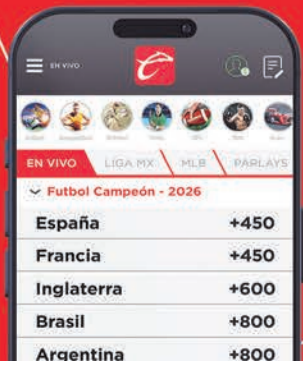 EN VIVO
EN VIVO LIGA MX MLB PARLAYS
Futbol Campeón - 2026
España +450
Francia +450
Inglaterra +600
Brasil +800
Argentina +800